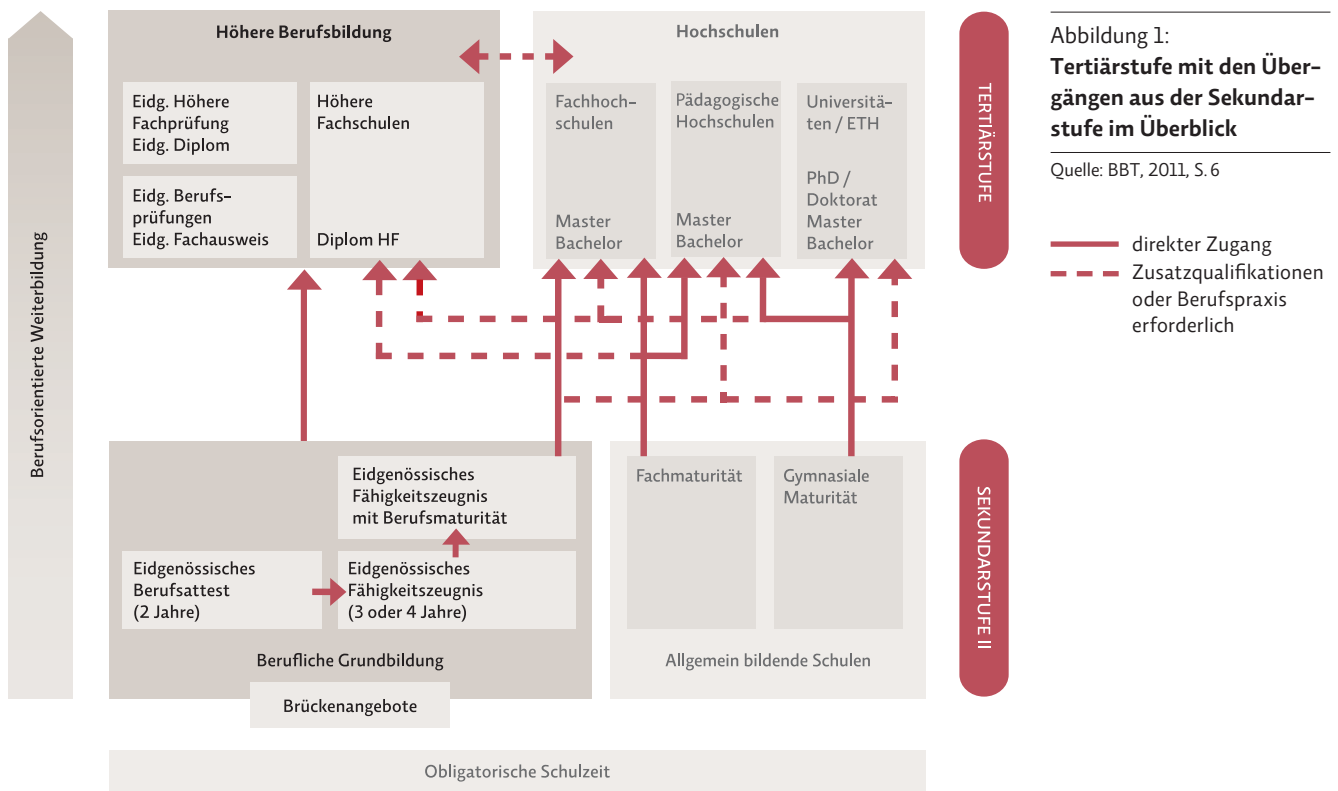 Höhere Berufsbildung
Hochschulen
Eidg. Höhere
Fachprüfung
Eidg. Diplom
Höhere
Fachschulen
Eidg. Berufs-
prüfungen
Eidg. Fachausweis
Diplom HF
Fachhoch-
schulen
Master
Bachelor
Pädagogische
Hochschulen
Master
Bachelor
Universitä-
ten / ETH
PhD /
Doktorat
Master
Bachelor
TERTIÄRSTUFE
Abbildung 1:
Tertiärstufe mit den Über-
gängen aus der Sekundar-
stufe im Überblick
Quelle: BBT, 2011, S. 6
direkter Zugang
Zusatzqualifikationen
oder Berufspraxis
erforderlich
Berufsorientierte Weiterbildung
Eidgenössisches
Fähigkeitszeugnis
mit Berufsmaturität
Eidgenössisches
Berufsattest
(2 Jahre)
Eidgenössisches
Fähigkeitszeugnis
(3 oder 4 Jahre)
Berufliche Grundbildung
Fachmaturität
Gymnasiale
Maturität
Allgemein bildende Schulen
SEKUNDARSTUFE II
Brückenangebote
Obligatorische Schulzeit